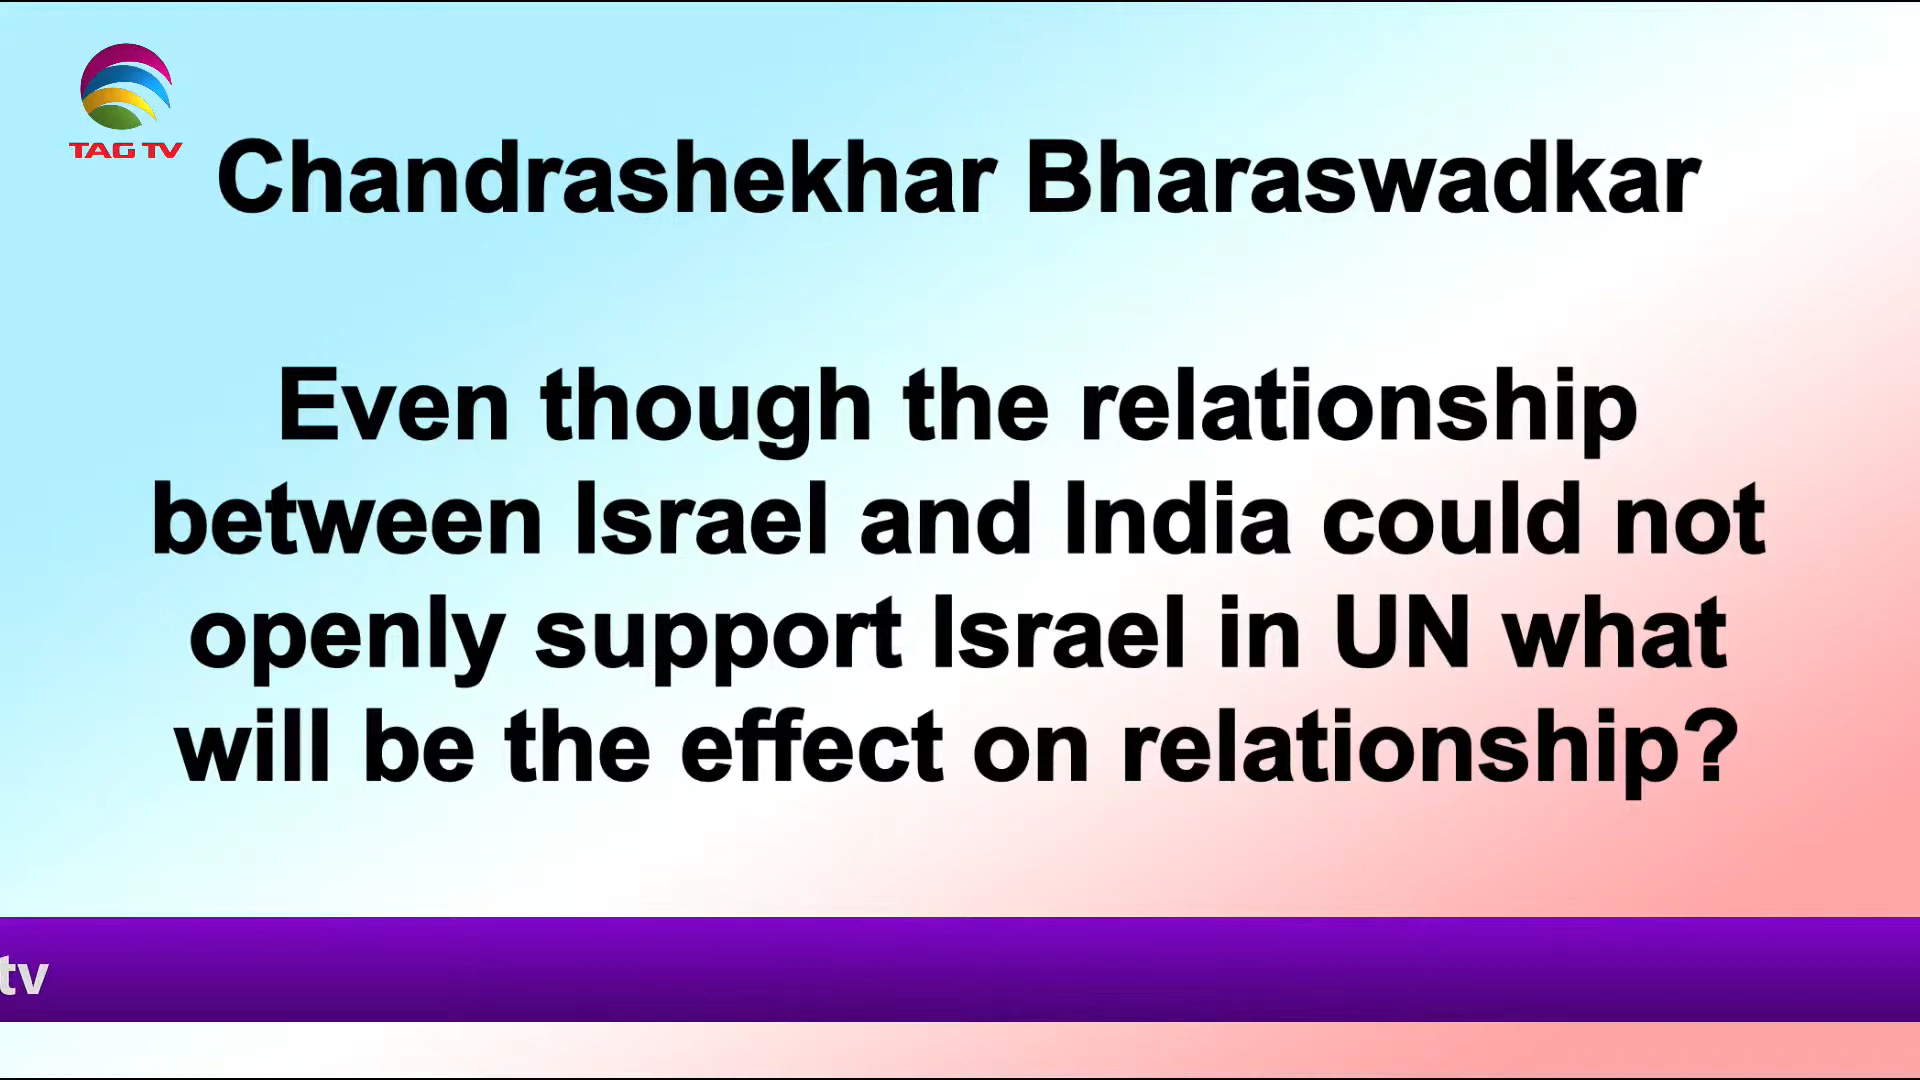 TAG TV
Chandrashekhar Bharaswadkar
Even though the relationship
between Israel and India could not
openly support Israel in UN what
will be the effect on relationship?
tv